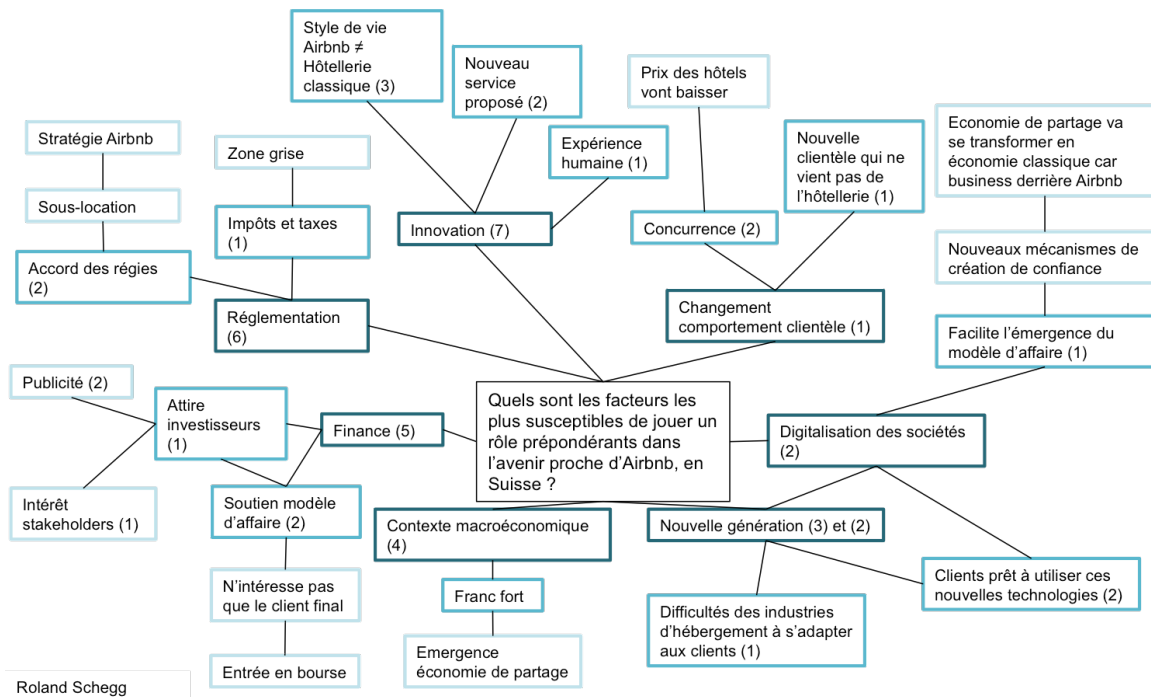 Style de vie
Airbnb ≠
Hôtellerie
classique (3)
Nouveau
service
proposé (2)
Prix des hôtels
vont baisser
Expérience
humaine (1)
Nouvelle
clientèle qui ne
vient pas de
l'hôtellerie (1)
Economie de partage va
se transformer en
économie classique car
business derrière Airbnb
Stratégie Airbnb
Zone grise
Sous-location
Impôts et taxes
(1)
Innovation (7)
Concurrence (2)
Nouveaux mécanismes de
création de confiance
Accord des régies
(2)
Réglementation
(6)
Changement
comportement clientèle (1)
Facilite l'émergence du
modèle d'affaire (1)
Publicité (2)
Attire
investisseurs
(1)
Finance (5)
Quels sont les facteurs les
plus susceptibles de jouer un
rôle prépondérants dans
l'avenir proche d'Airbnb, en
Suisse ?
Digitalisation des sociétés
(2)
Intérêt
stakeholders (1)
Soutien modèle
d'affaire (2)
Contexte macroéconomique
(4)
Nouvelle génération (3) et (2)
N'intéresse pas
que le client final
Franc fort
Difficultés des industries
d'hébergement à s'adapter
aux clients (1)
Clients prêt à utiliser ces
nouvelles technologies (2)
Entrée en bourse
Emergence
économie de partage
Roland Schegg